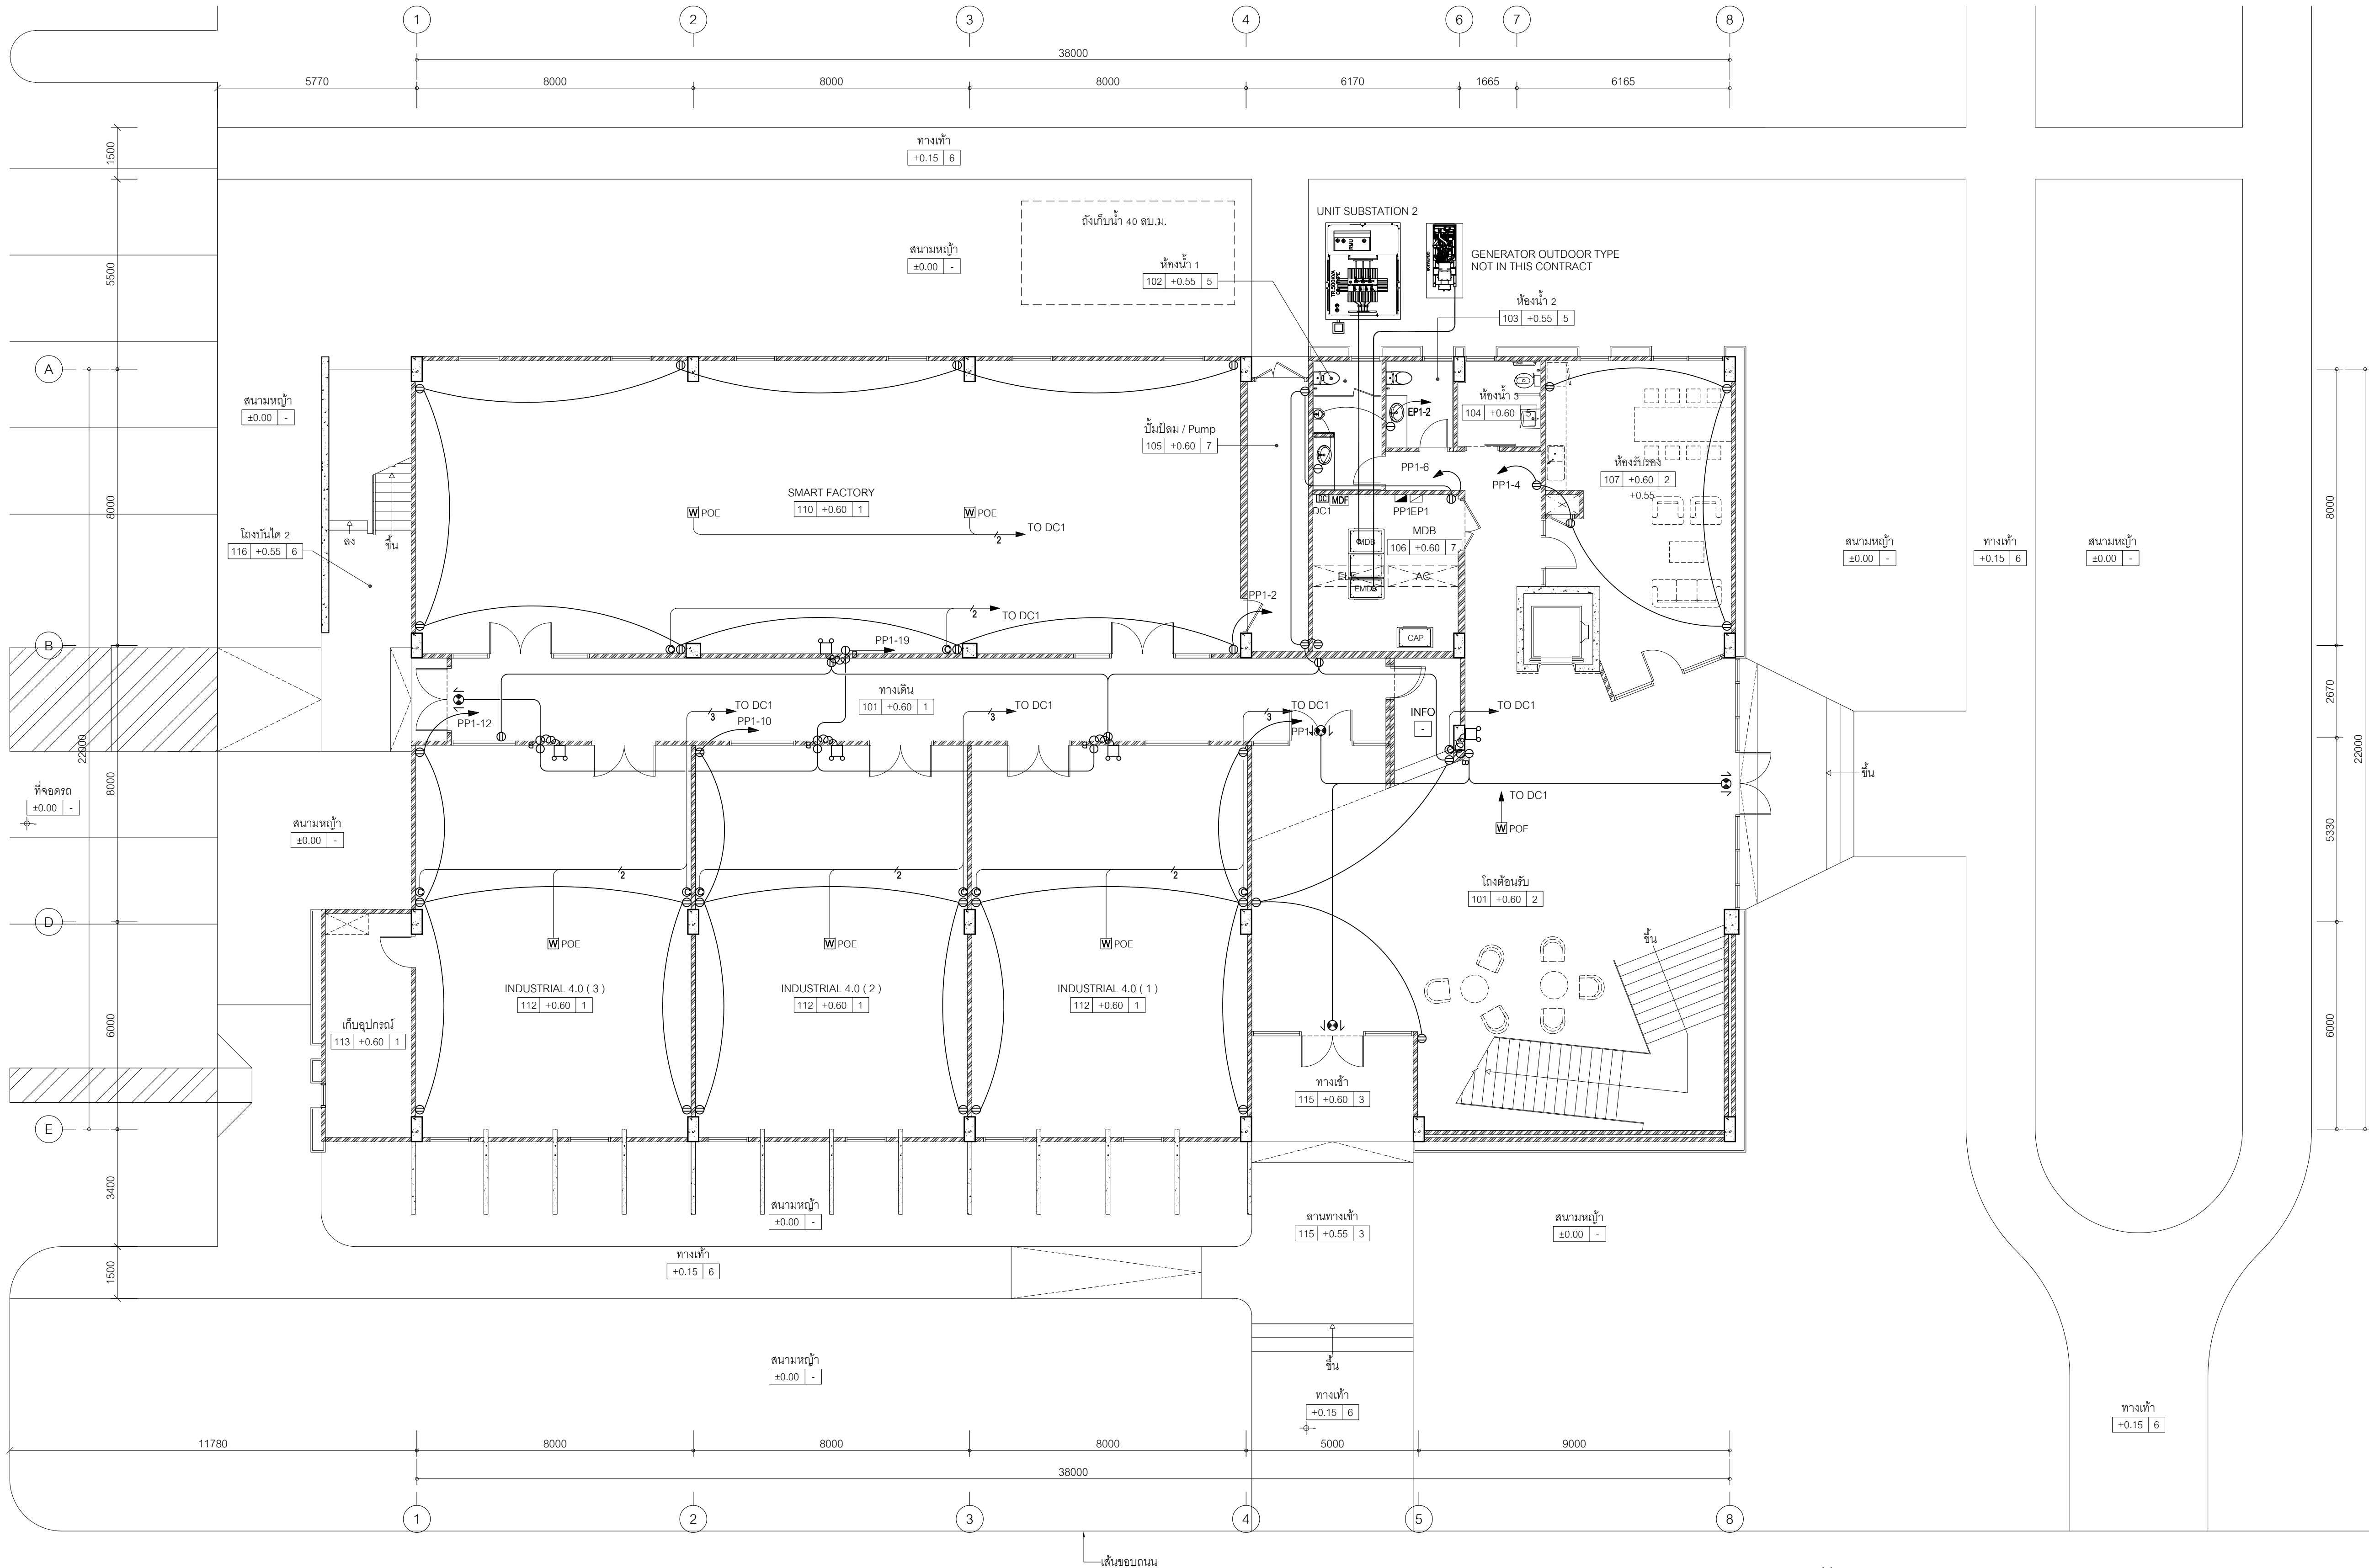 1 2 3 4 6 7 8
38000
5770 8000 8000 8000 6170 1665 6165
1500
ทางเท้า
+0.15 6
5500
ถังเก็บน้ำ 40 ลบ.ม.
UNIT SUBSTATION 2
RMU
GENERATOR OUTDOOR TYPE
NOT IN THIS CONTRACT
สนามหญ้า
±0.00 -
ห้องน้ำ 1
102 +0.55 5
ห้องน้ำ 2
103 +0.55 5
A
สนามหญ้า
±0.00 -
EP1-2
ห้องน้ำ 3
104 +0.60 5
ปั๊มป์ลม / Pump
105 +0.60 7
PP1-6
PP1-4
ห้องรับรอง
107 +0.60 2
+0.55
SMART FACTORY
110 +0.60 1
W POE
W POE
TO DC1
2
DC1 MDF
DC1
PP1EP1
8000
8000
ลง
ขึ้น
โถงบันได 2
116 +0.55 6
MDB
MDB
106 +0.60 7
ELE
AC
EMDB
สนามหญ้า
±0.00 -
ทางเท้า
+0.15 6
สนามหญ้า
±0.00 -
PP1-2
2
TO DC1
CAP
B
PP1-19
ทางเดิน
101 +0.60 1
2670
PP1-12
3
TO DC1
PP1-10
3
TO DC1
3
TO DC1
INFO
-
TO DC1
22000
8000
22000
ที่จอดรถ
±0.00 -
ขึ้น
สนามหญ้า
±0.00 -
TO DC1
W POE
5330
2
2
2
โถงต้อนรับ
101 +0.60 2
D
W POE
W POE
W POE
ขึ้น
INDUSTRIAL 4.0 ( 3 )
112 +0.60 1
INDUSTRIAL 4.0 ( 2 )
112 +0.60 1
INDUSTRIAL 4.0 ( 1 )
112 +0.60 1
เก็บอุปกรณ์
113 +0.60 1
6000
6000
ทางเข้า
115 +0.60 3
E
3400
สนามหญ้า
±0.00 -
ลานทางเข้า
115 +0.55 3
สนามหญ้า
±0.00 -
1500
ทางเท้า
+0.15 6
สนามหญ้า
±0.00 -
ขึ้น
ทางเท้า
+0.15 6
ทางเท้า
+0.15 6
11780 8000 8000 8000 5000 9000
38000
1 2 3 4 5 8
เส้นขอบถนน